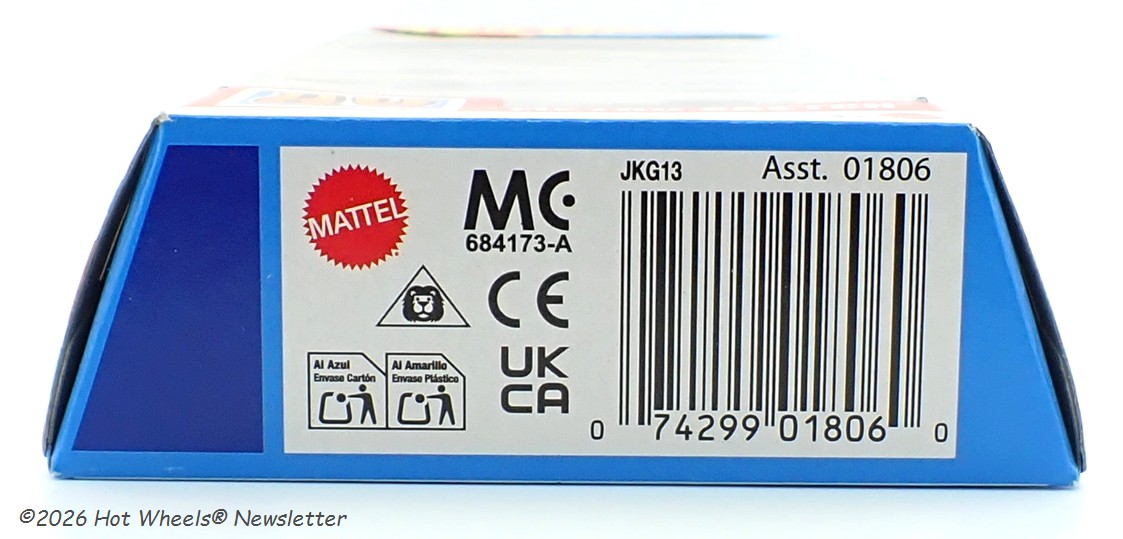 MATTEL
MC
684173-A
CE
UK
CA
Al Azul
Envase Cartón
Al Amarillo
Envase Plástico
JKG13
Asst. 01806
0 74299 01806 0
©2026 Hot Wheels® Newsletter